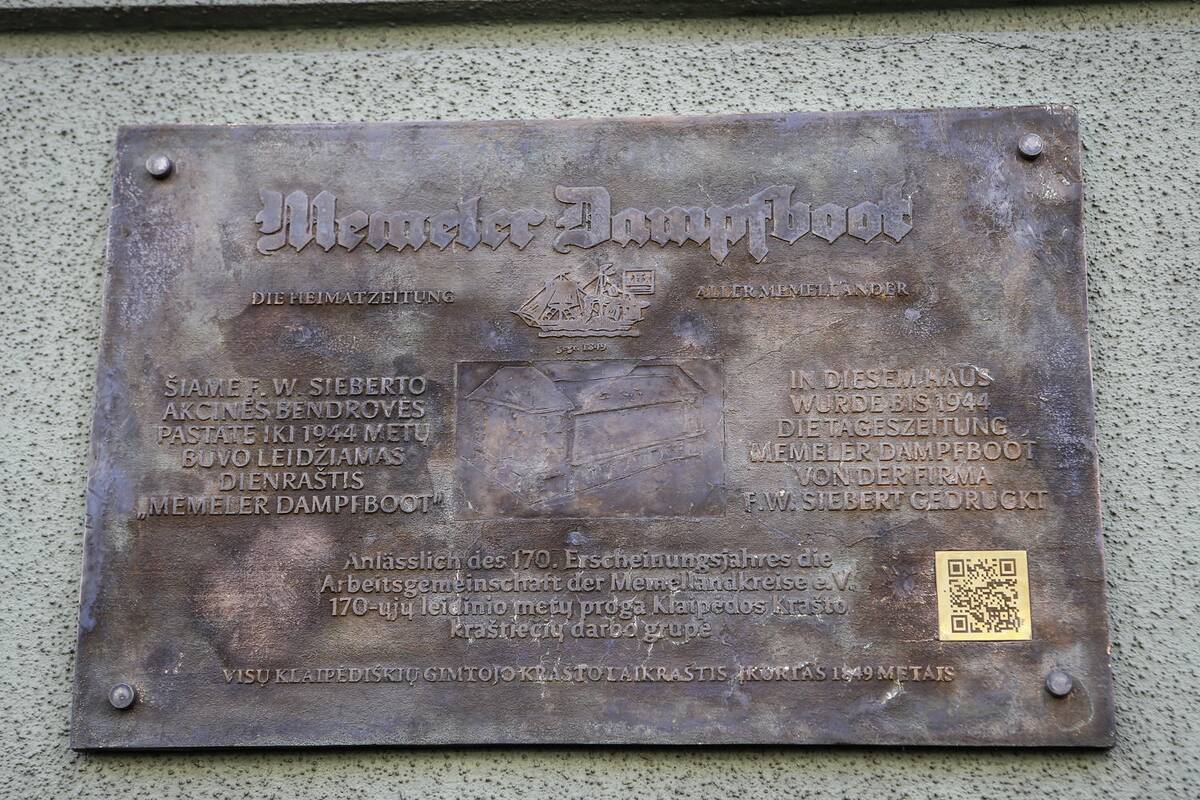 Memeler Dampfboot
DIE HEIMATZEITUNG
ALLER MEMELLÄNDER
1849
ŠIAME F. W. SIEBERTO
AKCINĖS BENDROVĖS
PASTATE IKI 1944 METŲ
BUVO LEIDŽIAMAS
DIENRAŠTIS
„MEMELER DAMPFBOOT"
IN DIESEM HAUS
WURDE BIS 1944
DIE TAGESZEITUNG
MEMELER DAMPFBOOT
VON DER FIRMA
F.W. SIEBERT GEDRUCKT
Anlässlich des 170. Erscheinungsjahres die
Arbeitsgemeinschaft der Memellandkreise e.V.
170-ųjų leidinio metų proga Klaipėdos Krašto
kraštiečių darbo grupė
VISŲ KLAIPĖDIŠKIŲ GIMTOJO KRAŠTO LAIKRAŠTIS, ĮKURTAS 1849 METAIS